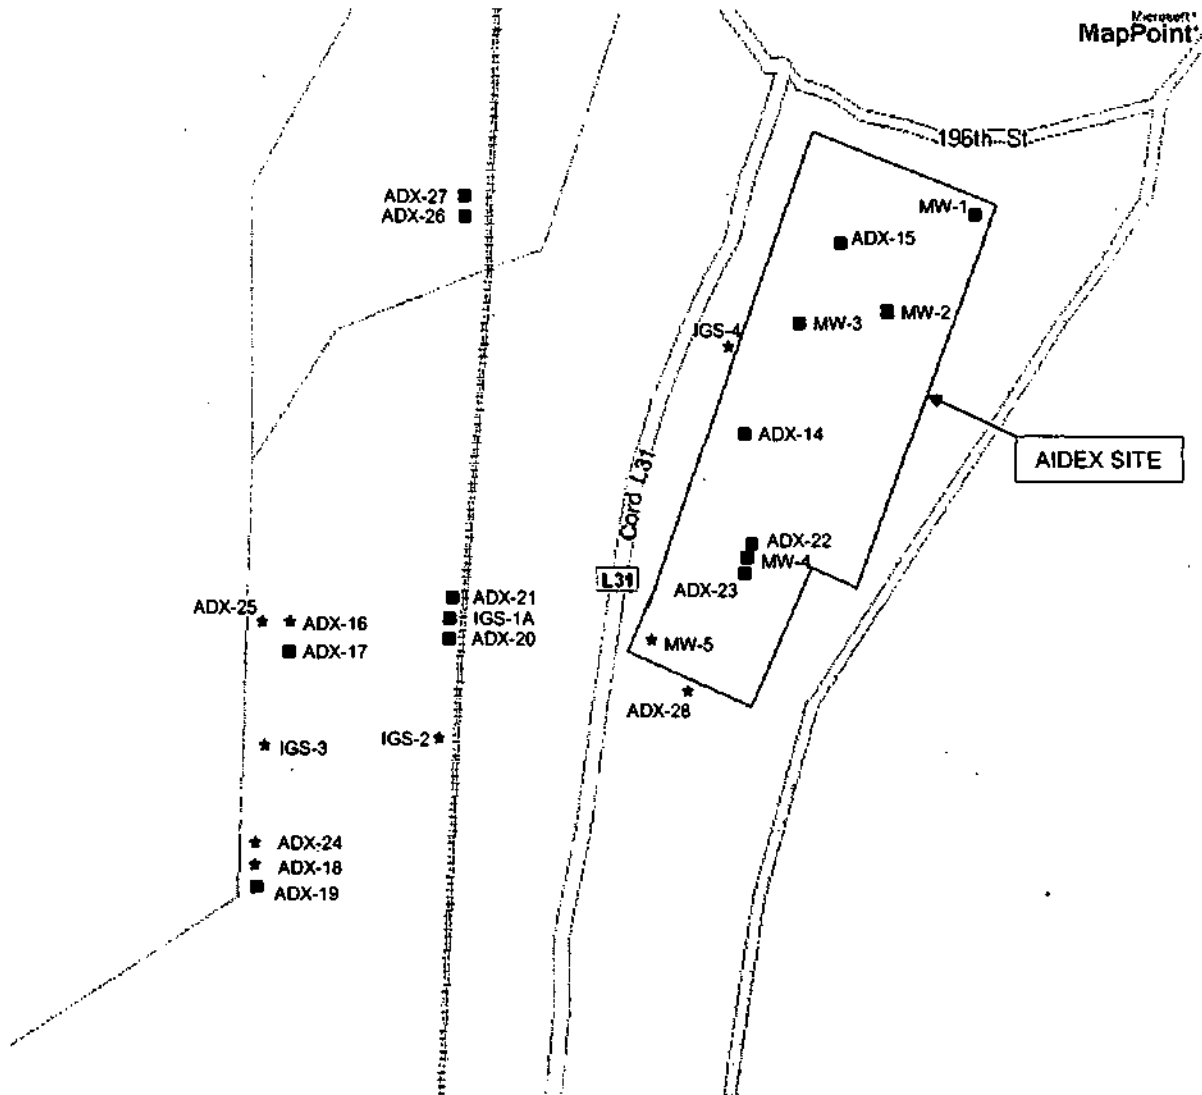 Microsoft®
MapPoint®
196th St
ADX-27
ADX-26
MW-1
ADX-15
MW-2
MW-3
IGS-4
ADX-14
AIDEX SITE
Cord L31
ADX-22
MW-4
ADX-23
L31
ADX-21
IGS-1A
ADX-20
ADX-25
ADX-16
ADX-17
MW-5
ADX-28
IGS-2
IGS-3
ADX-24
ADX-18
ADX-19